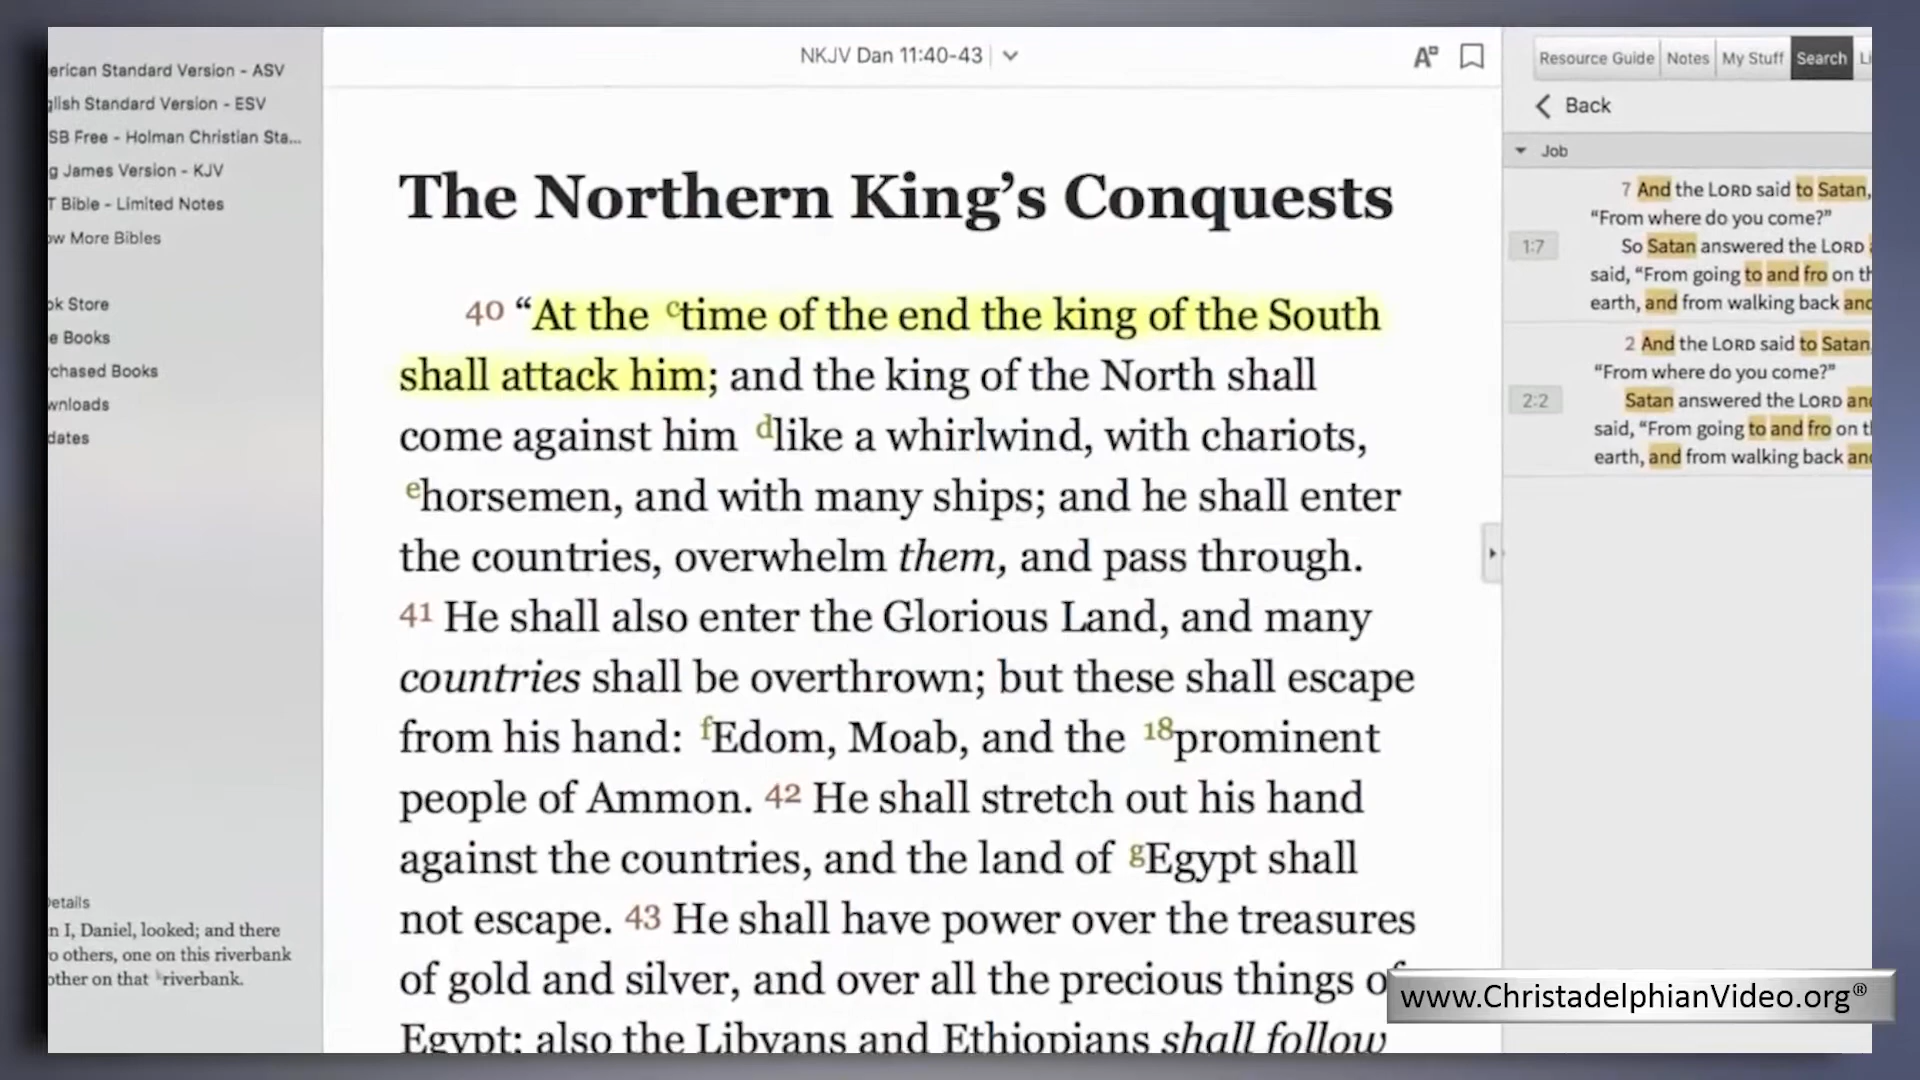 erican Standard Version - ASV
glish Standard Version - ESV
SB Free - Holman Christian Sta...
g James Version - KJV
T Bible - Limited Notes
ow More Bibles
ok Store
e Books
chased Books
wnloads
dates
etails
n I, Daniel, looked; and there
o others, one on this riverbank
other on that kriverbank.
NKJV Dan 11:40-43
The Northern King’s Conquests
40 “At the ctime of the end the king of the South
shall attack him; and the king of the North shall
come against him dlike a whirlwind, with chariots,
ehorsemen, and with many ships; and he shall enter
the countries, overwhelm them, and pass through.
41 He shall also enter the Glorious Land, and many
countries shall be overthrown; but these shall escape
from his hand: fEdom, Moab, and the 18prominent
people of Ammon. 42 He shall stretch out his hand
against the countries, and the land of gEgypt shall
not escape. 43 He shall have power over the treasures
of gold and silver, and over all the precious things of
Egypt; also the Libyans and Ethiopians shall follow
Resource Guide Notes My Stuff Search Li
Back
Job
7 And the LORD said to Satan,
“From where do you come?”
1:7 So Satan answered the LORD a
said, “From going to and fro on th
earth, and from walking back and
2 And the LORD said to Satan
“From where do you come?”
2:2 Satan answered the LORD and
said, “From going to and fro on th
earth, and from walking back and
www.ChristadelphianVideo.org®